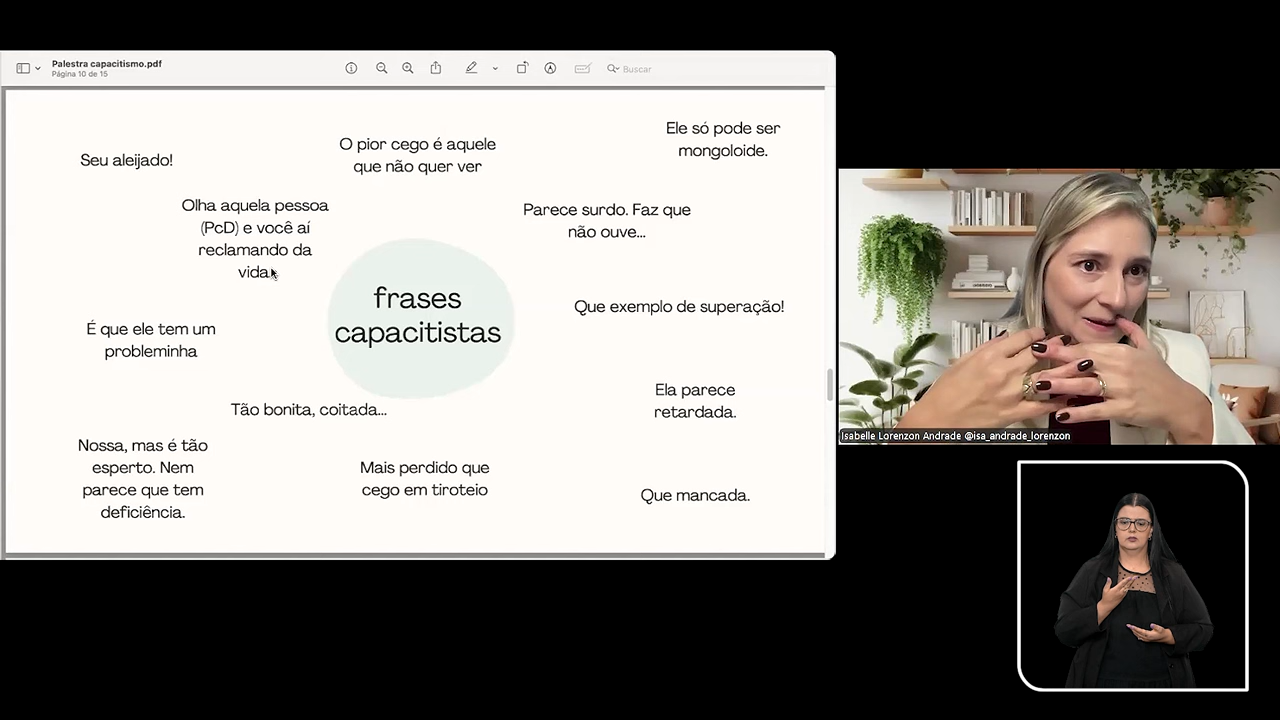 Palestra capacitismo.pdf
Página 10 de 15
Buscar
Seu aleijado!
O pior cego é aquele
que não quer ver
Ele só pode ser
mongoloide.
Olha aquela pessoa
(PcD) e você aí
reclamando da
vida.
Parece surdo. Faz que
não ouve...
frases
capacitistas
Que exemplo de superação!
É que ele tem um
probleminha
Tão bonita, coitada...
Ela parece
retardada.
Nossa, mas é tão
esperto. Nem
parece que tem
deficiência.
Mais perdido que
cego em tiroteio
Que mancada.
Isabelle Lorenzon Andrade @isa_andrade_lorenzon